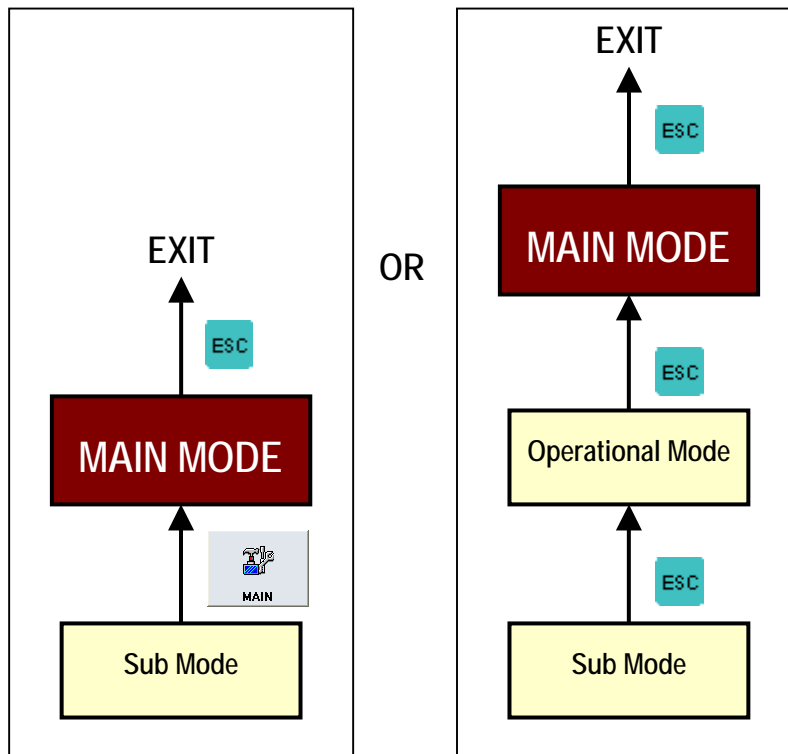 EXIT
ESC
MAIN MODE
MAIN
Sub Mode
OR
EXIT
ESC
MAIN MODE
ESC
Operational Mode
ESC
Sub Mode